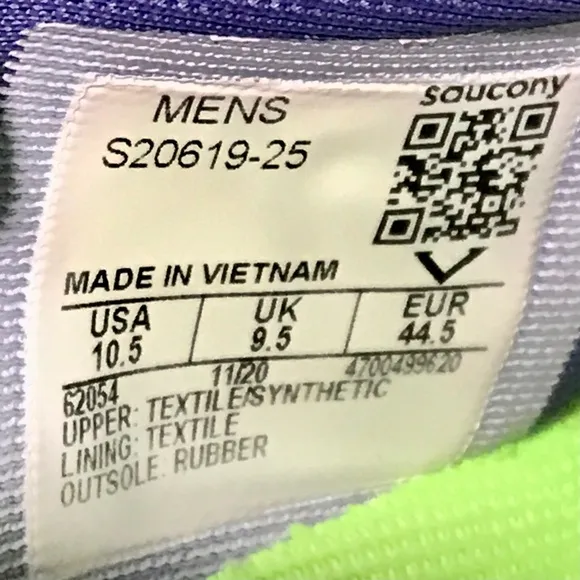 saucony
MENS
S20619-25
MADE IN VIETNAM
USA UK EUR
10.5 9.5 44.5
62054 11/20 4700499620
UPPER: TEXTILE/SYNTHETIC
LINING: TEXTILE
OUTSOLE: RUBBER